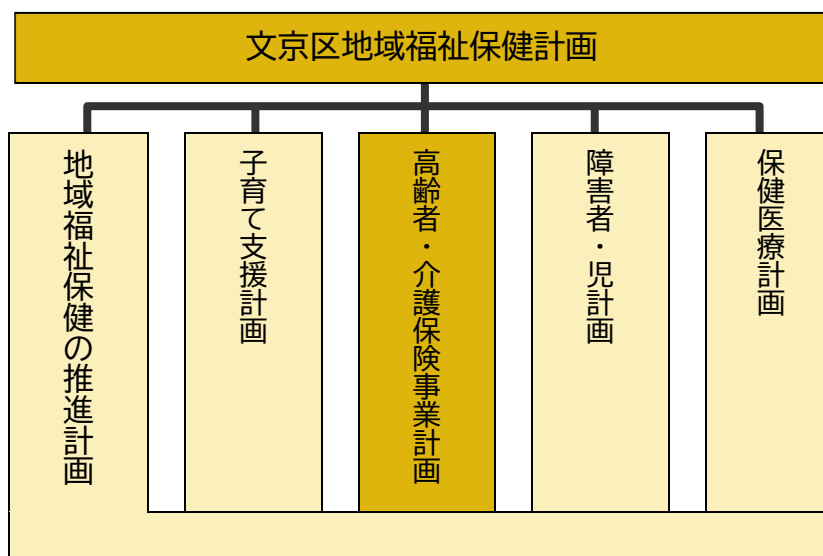 文京区地域福祉保健計画
地域福祉保健の推進計画
子育て支援計画
高齢者・介護保険事業計画
障害者・児計画
保健医療計画